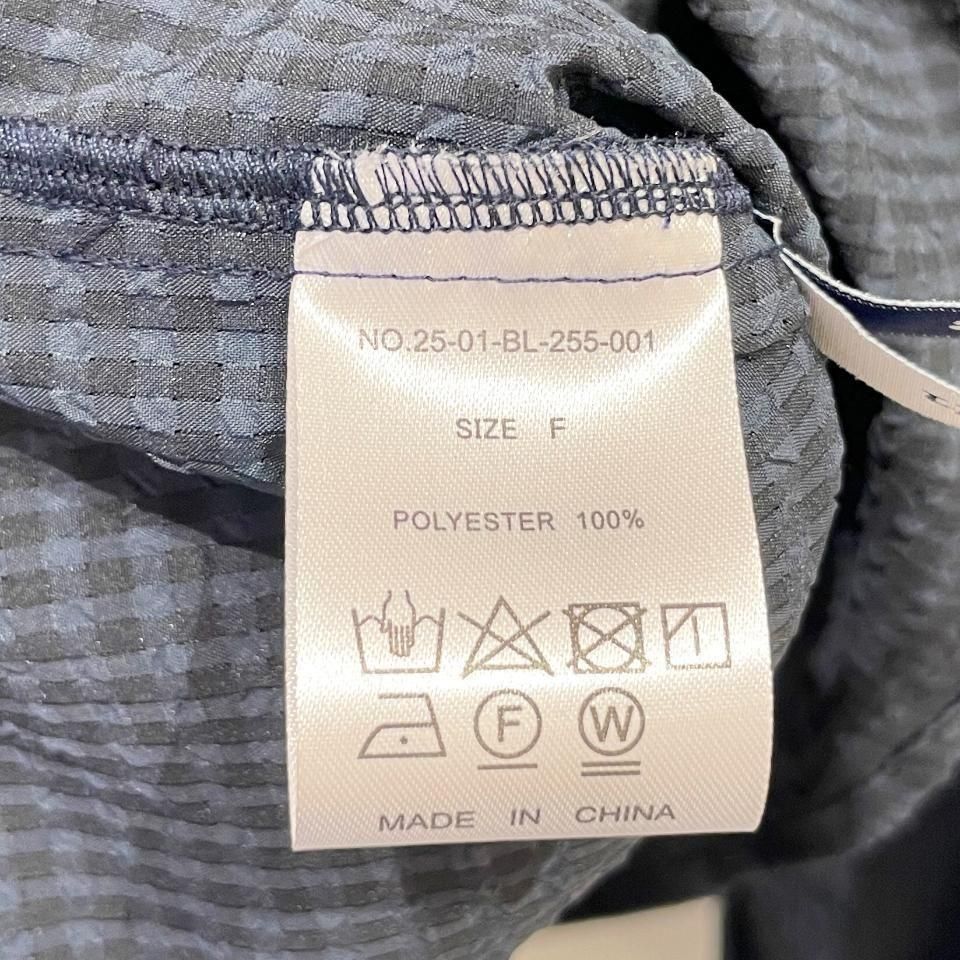 NO.25-01-BL-255-001
SIZE F
POLYESTER 100%
F W
MADE IN CHINA